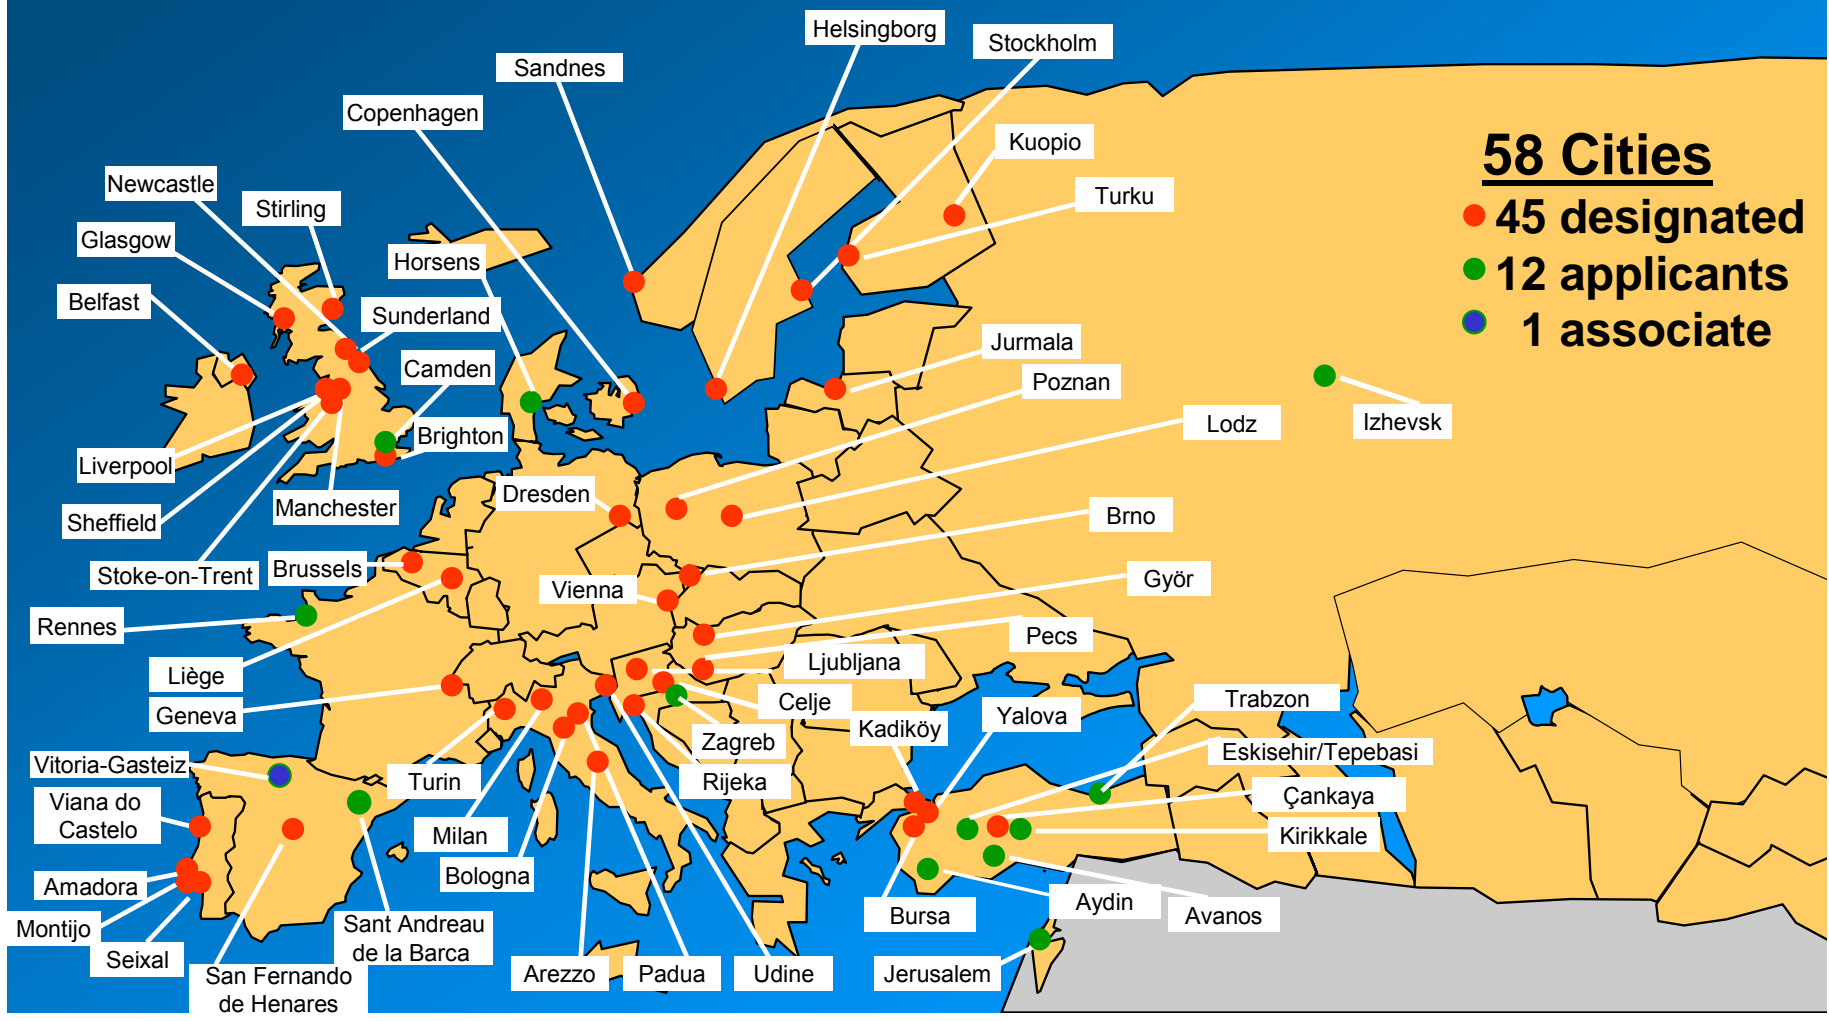 Helsingborg
Stockholm
Sandnes
Copenhagen
Kuopio
58 Cities
45 designated
12 applicants
1 associate
Newcastle
Stirling
Turku
Glasgow
Horsens
Belfast
Sunderland
Jurmala
Camden
Poznan
Lodz
Izhevsk
Brighton
Liverpool
Dresden
Manchester
Sheffield
Brno
Stoke-on-Trent
Brussels
Vienna
Györ
Rennes
Pecs
Liège
Ljubljana
Geneva
Celje
Trabzon
Kadiköy
Yalova
Zagreb
Eskisehir/Tepebasi
Vitoria-Gasteiz
Turin
Rijeka
Çankaya
Viana do
Castelo
Milan
Kirikkale
Bologna
Amadora
Aydin
Avanos
Bursa
Montijo
Sant Andreau
de la Barca
Seixal
San Fernando
de Henares
Arezzo
Padua
Udine
Jerusalem